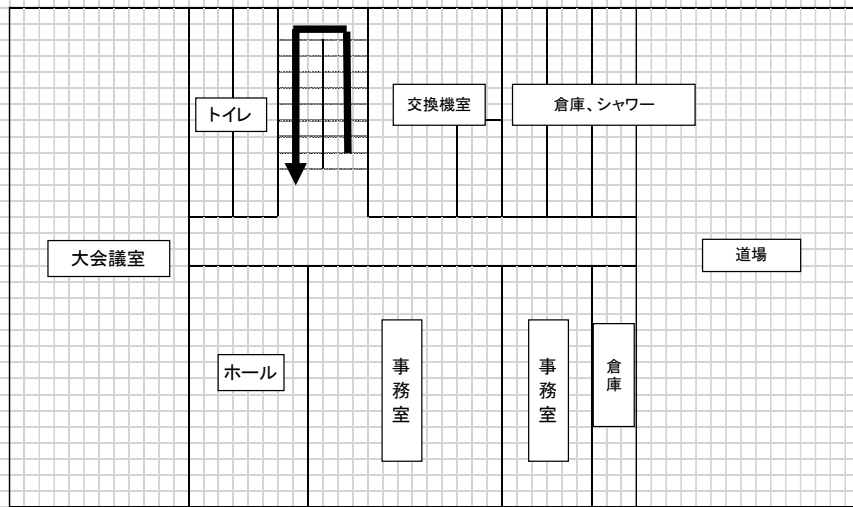 トイレ
交換機室
倉庫、シャワー
大会議室
道場
ホール
事務室
事務室
倉庫